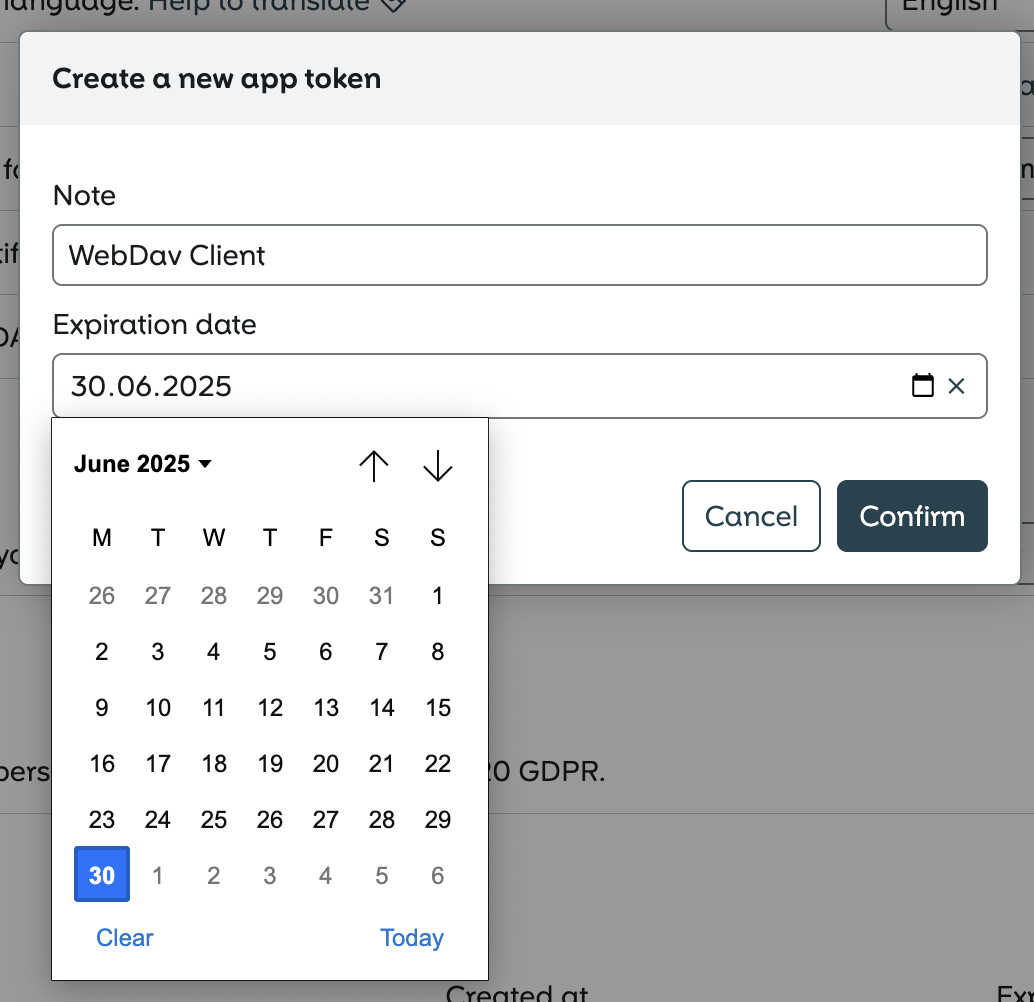 language: Help to translate
English
Create a new app token
Note
WebDav Client
Expiration date
30.06.2025
June 2025
M T W T F S S
26 27 28 29 30 31 1
2 3 4 5 6 7 8
9 10 11 12 13 14 15
16 17 18 19 20 21 22
23 24 25 26 27 28 29
30 1 2 3 4 5 6
Clear Today
Cancel Confirm
20 GDPR.
Created at